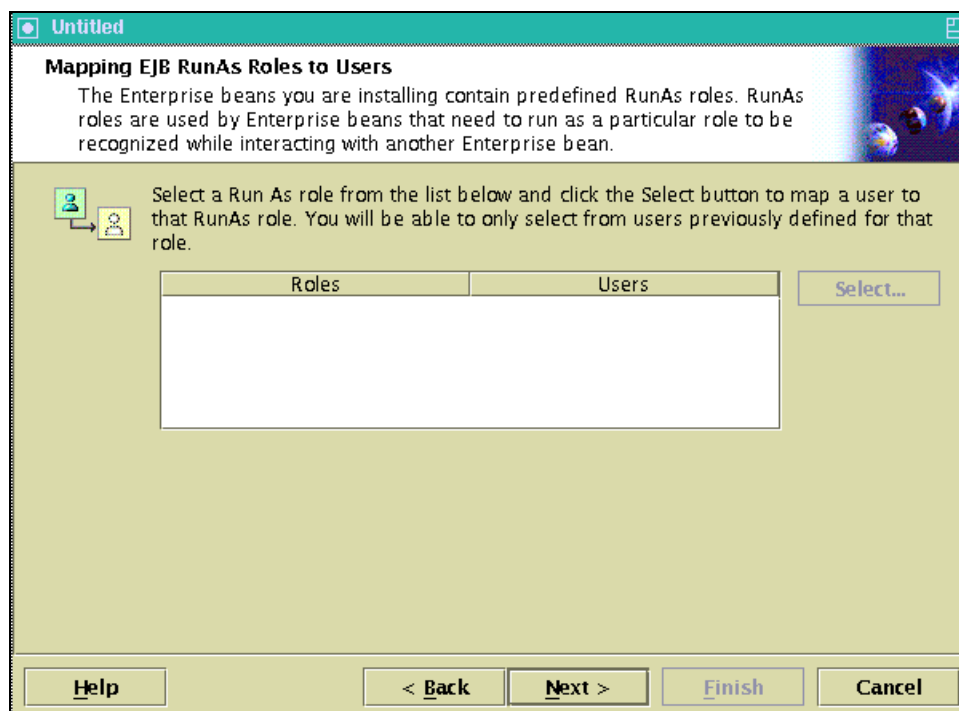 Untitled
Mapping EJB RunAs Roles to Users
The Enterprise beans you are installing contain predefined RunAs roles. RunAs
roles are used by Enterprise beans that need to run as a particular role to be
recognized while interacting with another Enterprise bean.
Select a Run As role from the list below and click the Select button to map a user to
that RunAs role. You will be able to only select from users previously defined for that
role.
Roles Users
Select...
Help < Back Next > Finish Cancel